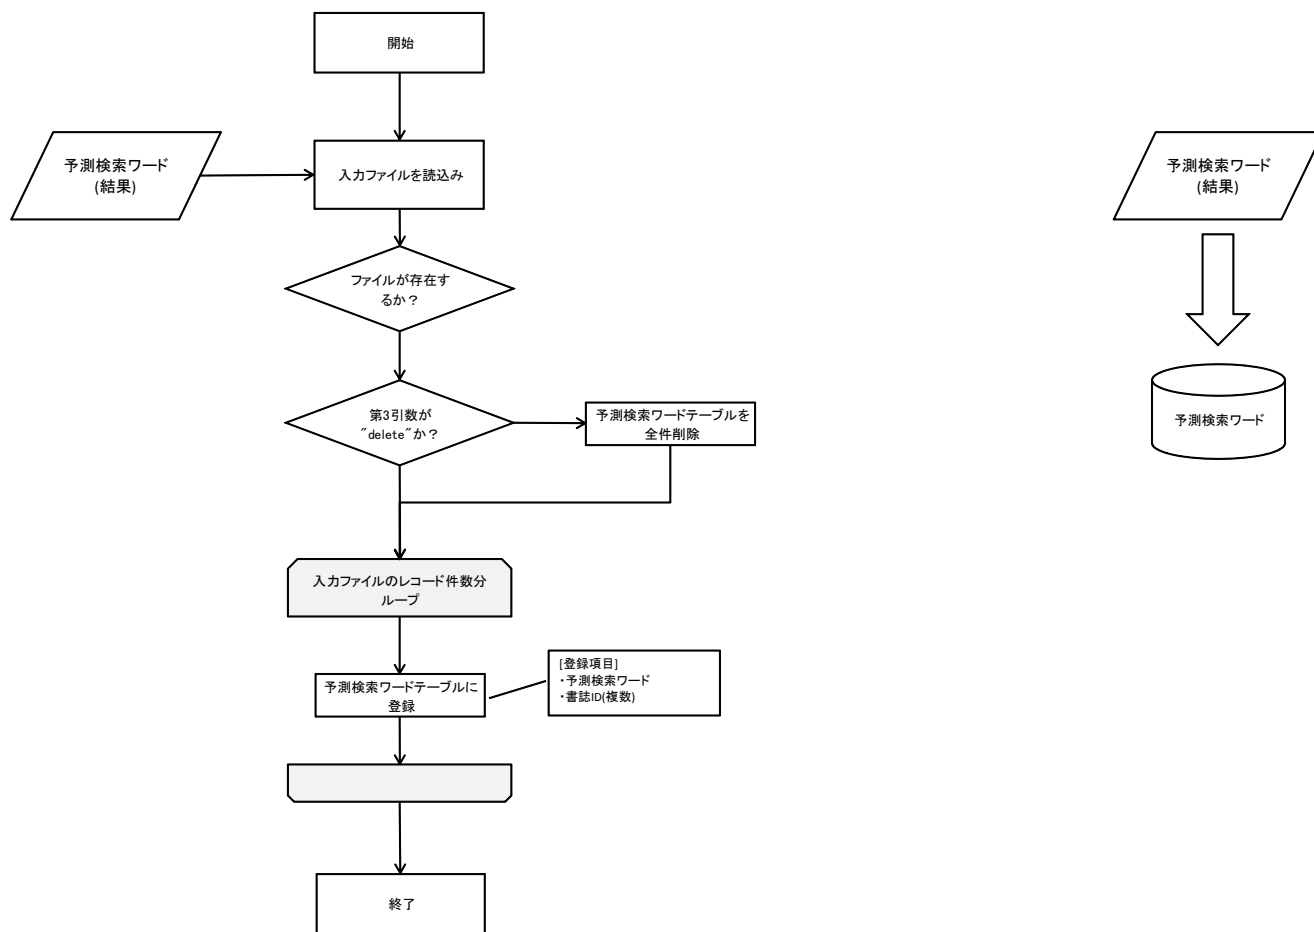 開始
予測検索ワード
(結果)
入力ファイルを読込み
予測検索ワード
(結果)
ファイルが存在す
るか？
第3引数が
"delete"か？
予測検索ワードテーブルを
全件削除
予測検索ワード
入力ファイルのレコード件数分
ループ
予測検索ワードテーブルに
登録
[登録項目]
・予測検索ワード
・書誌ID(複数)
終了